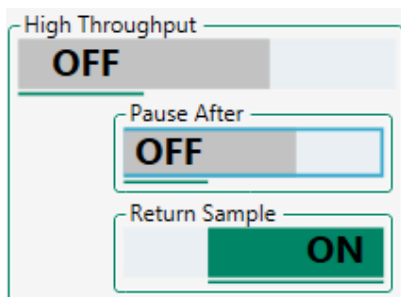 High Throughput
OFF
Pause After
OFF
Return Sample
ON